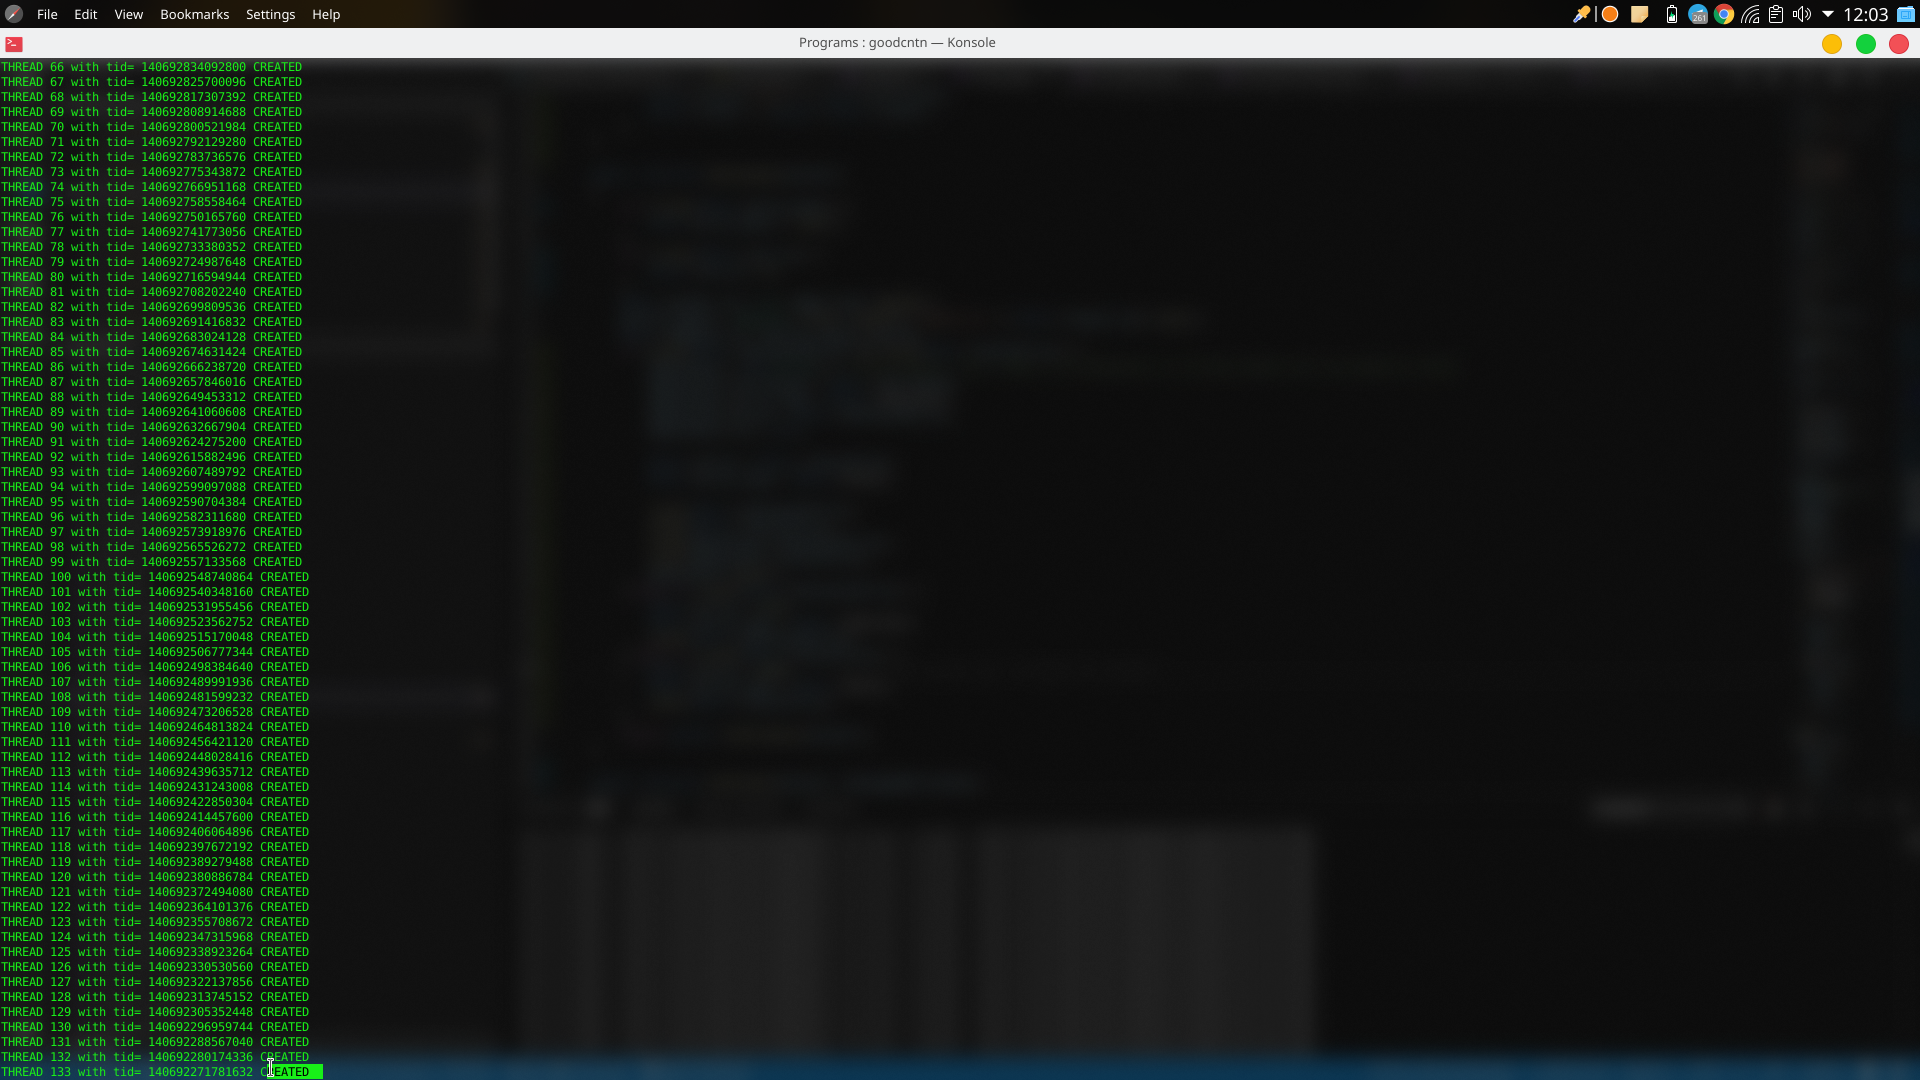 File Edit View Bookmarks Settings Help 261 12:03
Programs : goodcntn — Konsole
THREAD 66 with tid= 140692834092800 CREATED
THREAD 67 with tid= 140692825700096 CREATED
THREAD 68 with tid= 140692817307392 CREATED
THREAD 69 with tid= 140692808914688 CREATED
THREAD 70 with tid= 140692800521984 CREATED
THREAD 71 with tid= 140692792129280 CREATED
THREAD 72 with tid= 140692783736576 CREATED
THREAD 73 with tid= 140692775343872 CREATED
THREAD 74 with tid= 140692766951168 CREATED
THREAD 75 with tid= 140692758558464 CREATED
THREAD 76 with tid= 140692750165760 CREATED
THREAD 77 with tid= 140692741773056 CREATED
THREAD 78 with tid= 140692733380352 CREATED
THREAD 79 with tid= 140692724987648 CREATED
THREAD 80 with tid= 140692716594944 CREATED
THREAD 81 with tid= 140692708202240 CREATED
THREAD 82 with tid= 140692699809536 CREATED
THREAD 83 with tid= 140692691416832 CREATED
THREAD 84 with tid= 140692683024128 CREATED
THREAD 85 with tid= 140692674631424 CREATED
THREAD 86 with tid= 140692666238720 CREATED
THREAD 87 with tid= 140692657846016 CREATED
THREAD 88 with tid= 140692649453312 CREATED
THREAD 89 with tid= 140692641060608 CREATED
THREAD 90 with tid= 140692632667904 CREATED
THREAD 91 with tid= 140692624275200 CREATED
THREAD 92 with tid= 140692615882496 CREATED
THREAD 93 with tid= 140692607489792 CREATED
THREAD 94 with tid= 140692599097088 CREATED
THREAD 95 with tid= 140692590704384 CREATED
THREAD 96 with tid= 140692582311680 CREATED
THREAD 97 with tid= 140692573918976 CREATED
THREAD 98 with tid= 140692565526272 CREATED
THREAD 99 with tid= 140692557133568 CREATED
THREAD 100 with tid= 140692548740864 CREATED
THREAD 101 with tid= 140692540348160 CREATED
THREAD 102 with tid= 140692531955456 CREATED
THREAD 103 with tid= 140692523562752 CREATED
THREAD 104 with tid= 140692515170048 CREATED
THREAD 105 with tid= 140692506777344 CREATED
THREAD 106 with tid= 140692498384640 CREATED
THREAD 107 with tid= 140692489991936 CREATED
THREAD 108 with tid= 140692481599232 CREATED
THREAD 109 with tid= 140692473206528 CREATED
THREAD 110 with tid= 140692464813824 CREATED
THREAD 111 with tid= 140692456421120 CREATED
THREAD 112 with tid= 140692448028416 CREATED
THREAD 113 with tid= 140692439635712 CREATED
THREAD 114 with tid= 140692431243008 CREATED
THREAD 115 with tid= 140692422850304 CREATED
THREAD 116 with tid= 140692414457600 CREATED
THREAD 117 with tid= 140692406064896 CREATED
THREAD 118 with tid= 140692397672192 CREATED
THREAD 119 with tid= 140692389279488 CREATED
THREAD 120 with tid= 140692380886784 CREATED
THREAD 121 with tid= 140692372494080 CREATED
THREAD 122 with tid= 140692364101376 CREATED
THREAD 123 with tid= 140692355708672 CREATED
THREAD 124 with tid= 140692347315968 CREATED
THREAD 125 with tid= 140692338923264 CREATED
THREAD 126 with tid= 140692330530560 CREATED
THREAD 127 with tid= 140692322137856 CREATED
THREAD 128 with tid= 140692313745152 CREATED
THREAD 129 with tid= 140692305352448 CREATED
THREAD 130 with tid= 140692296959744 CREATED
THREAD 131 with tid= 140692288567040 CREATED
THREAD 132 with tid= 140692280174336 CREATED
THREAD 133 with tid= 140692271781632 CREATED